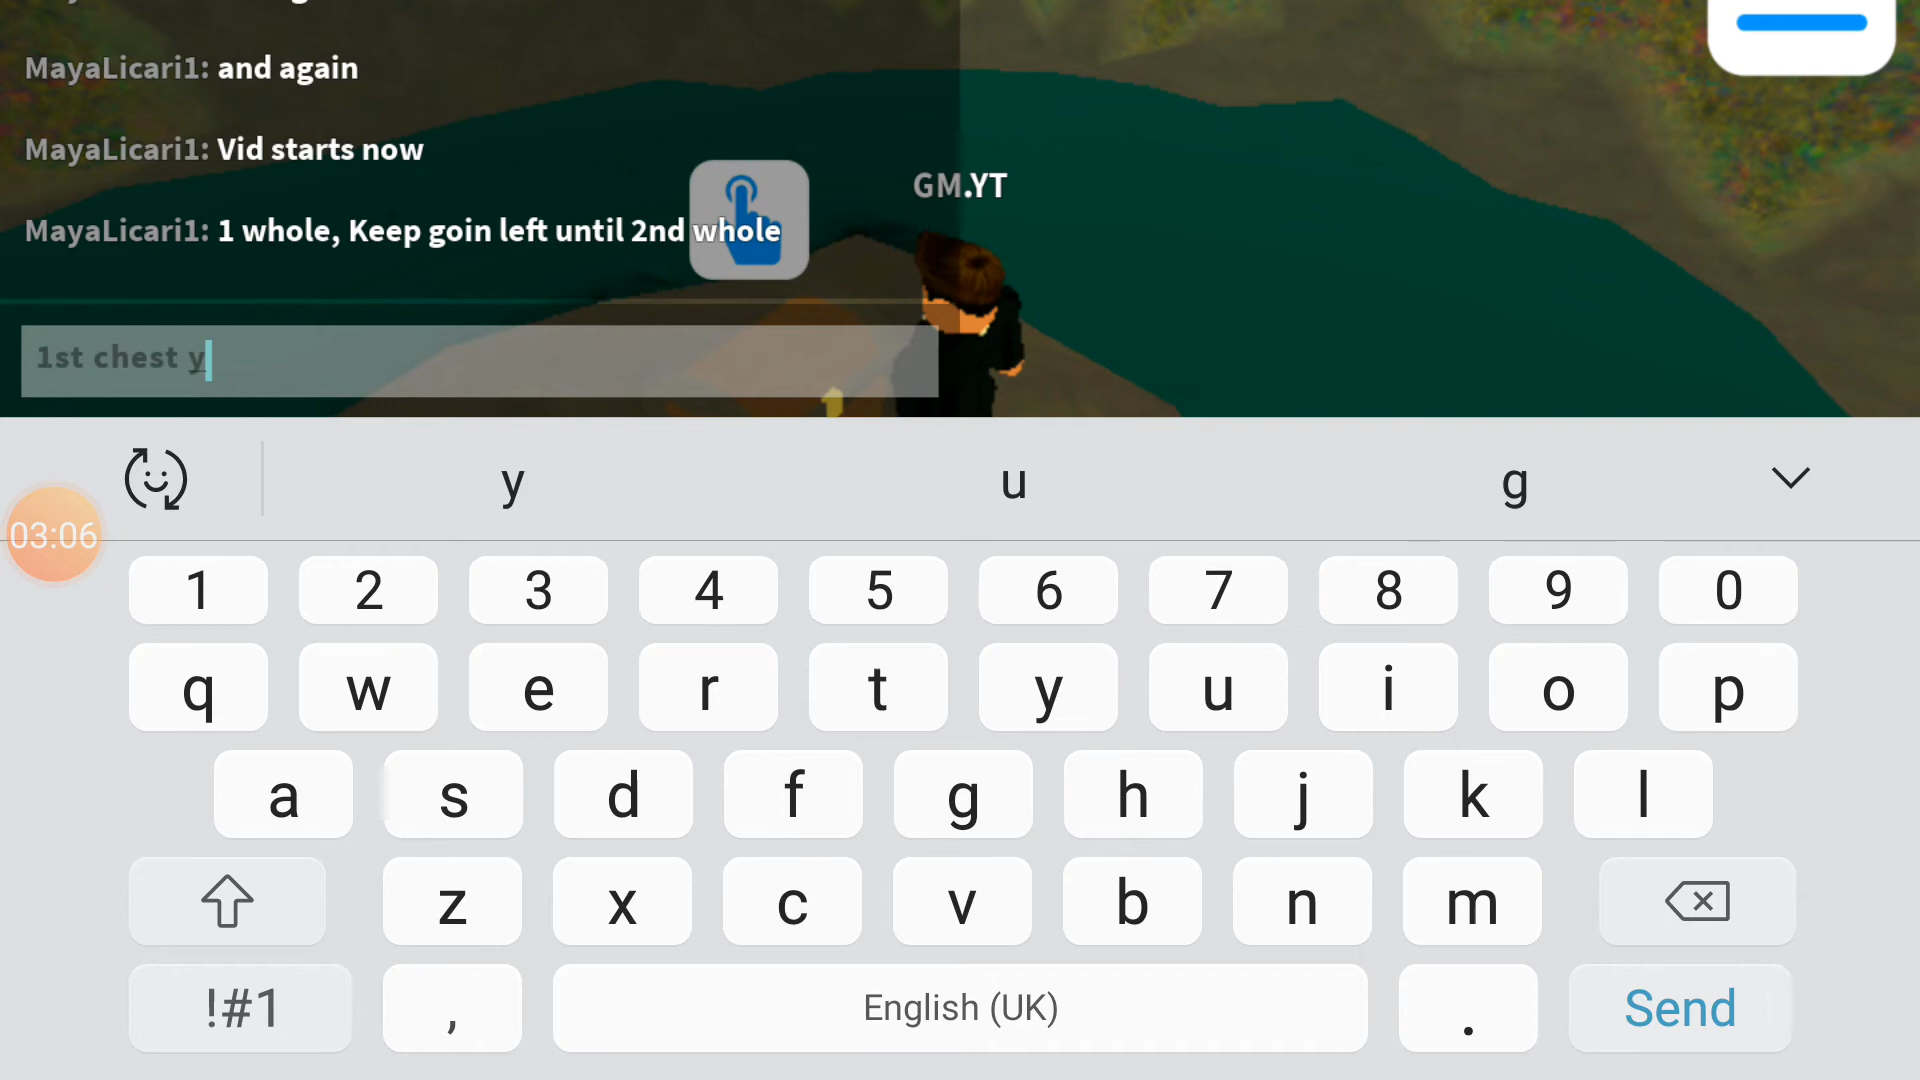 MayaLicari1: and again
MayaLicari1: Vid starts now
GM.YT
MayaLicari1: 1 whole, Keep goin left until 2nd whole
1st chest y
y u g
03:06
1 2 3 4 5 6 7 8 9 0
q w e r t y u i o p
a s d f g h j k l
z x c v b n m
!#1 , English (UK) . Send